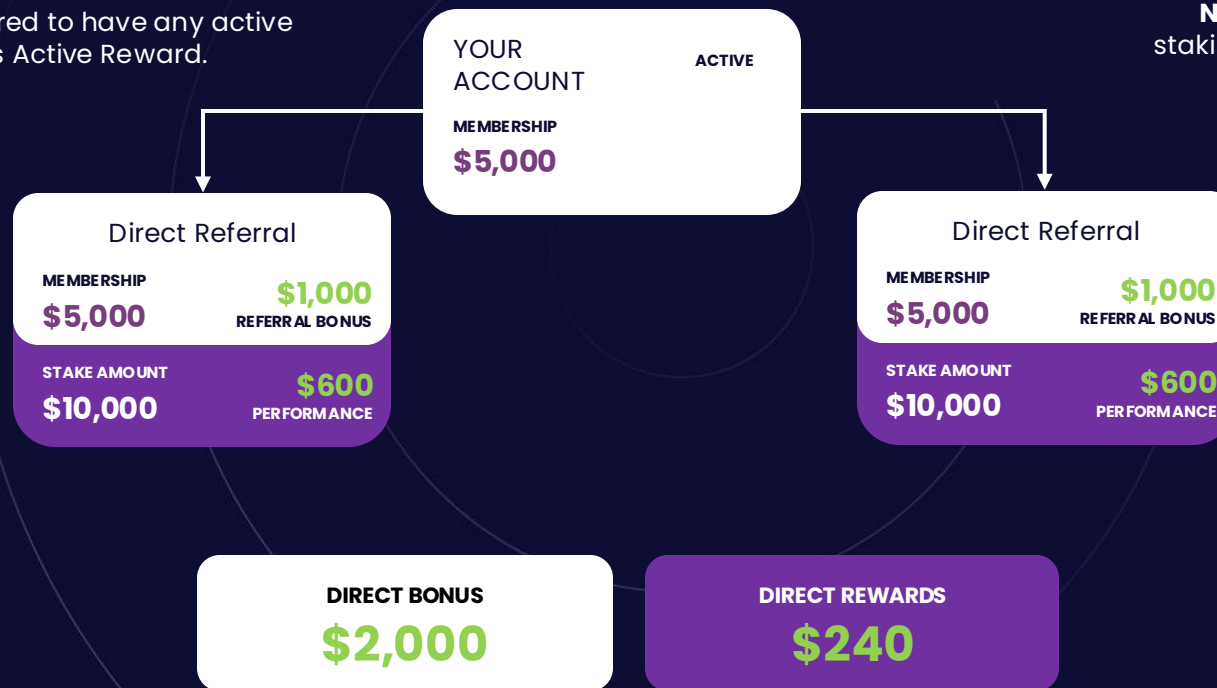 red to have any active
s Active Reward.
N
staki
YOUR
ACCOUNT
ACTIVE
MEMBERSHIP
$5,000
Direct Referral
MEMBERSHIP
$5,000
$1,000
REFERRAL BONUS
STAKE AMOUNT
$10,000
$600
PERFORMANCE
Direct Referral
MEMBERSHIP
$5,000
$1,000
REFERRAL BONUS
STAKE AMOUNT
$10,000
$600
PERFORMANCE
DIRECT BONUS
$2,000
DIRECT REWARDS
$240